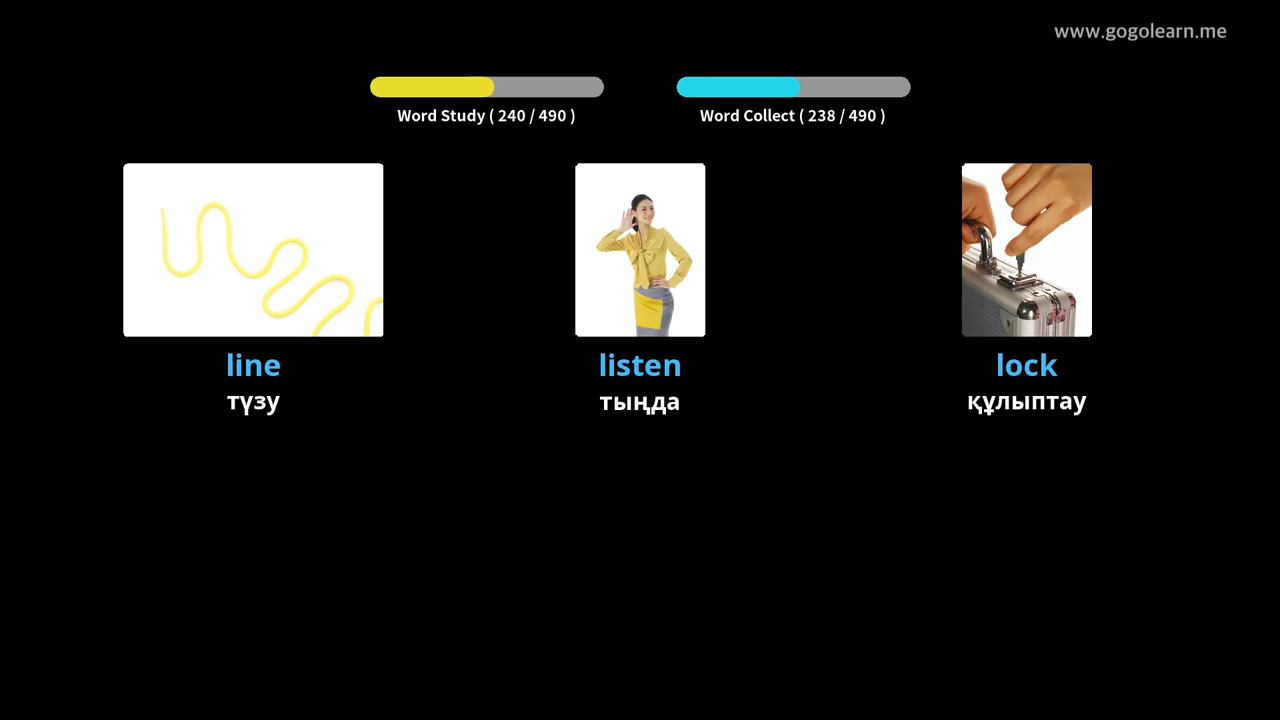 www.gogolearn.me
Word Study ( 240 / 490 )
Word Collect ( 238 / 490 )
line
listen
lock
түзу
тыңда
құлыптау